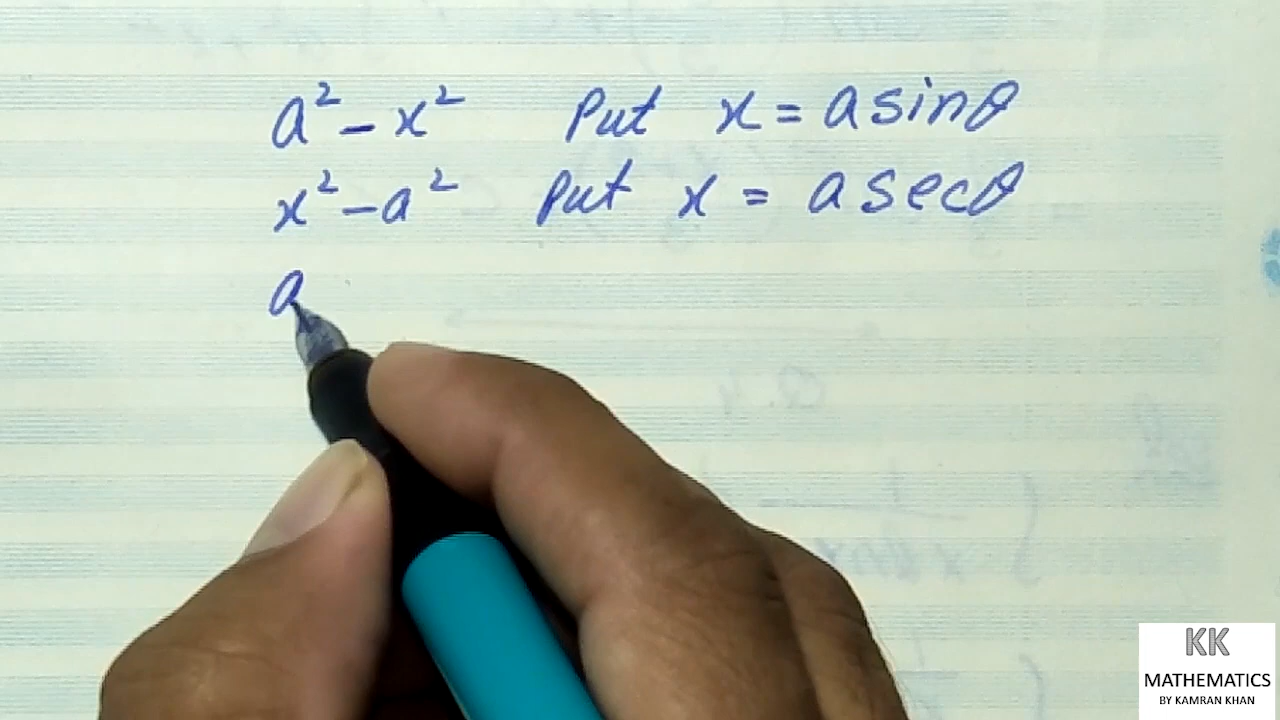 a² - x² Put x = a sinθ
x² - a² Put x = a secθ
a
KK
MATHEMATICS
BY KAMRAN KHAN